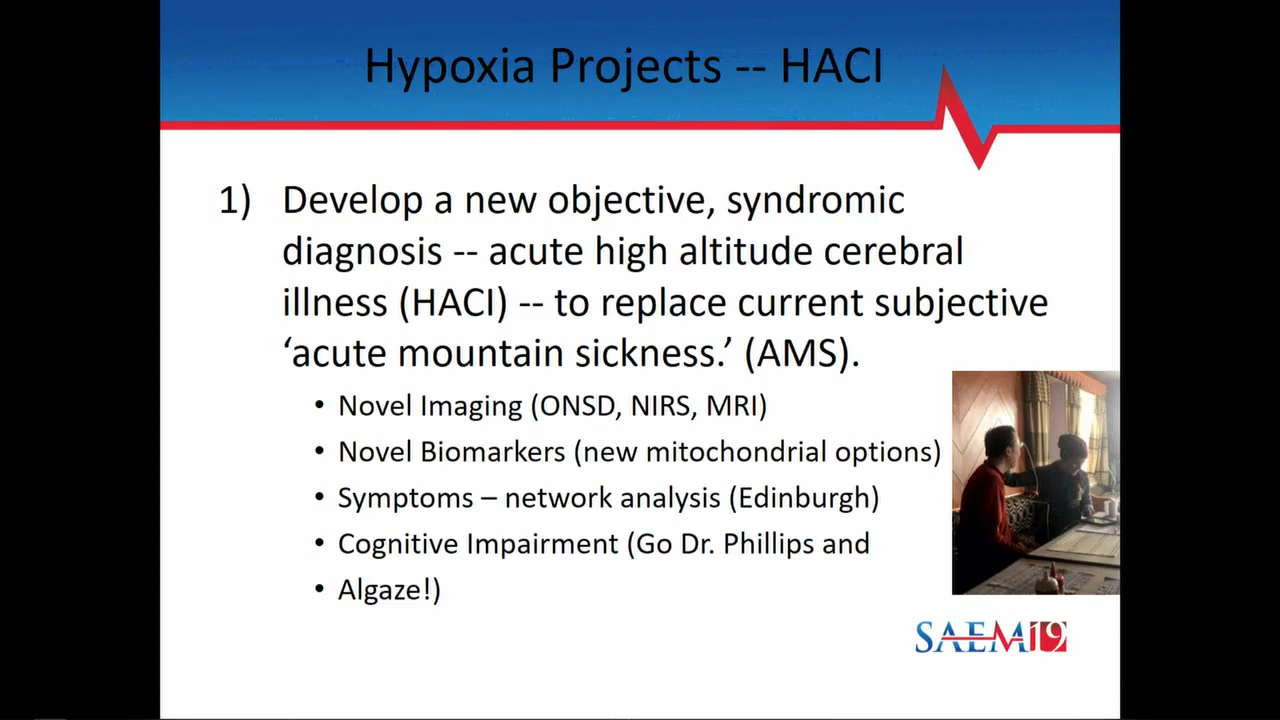 Hypoxia Projects -- HACI
1) Develop a new objective, syndromic
diagnosis -- acute high altitude cerebral
illness (HACI) -- to replace current subjective
‘acute mountain sickness.’ (AMS).
• Novel Imaging (ONSD, NIRS, MRI)
• Novel Biomarkers (new mitochondrial options)
• Symptoms – network analysis (Edinburgh)
• Cognitive Impairment (Go Dr. Phillips and
• Algaze!)
SAEM19